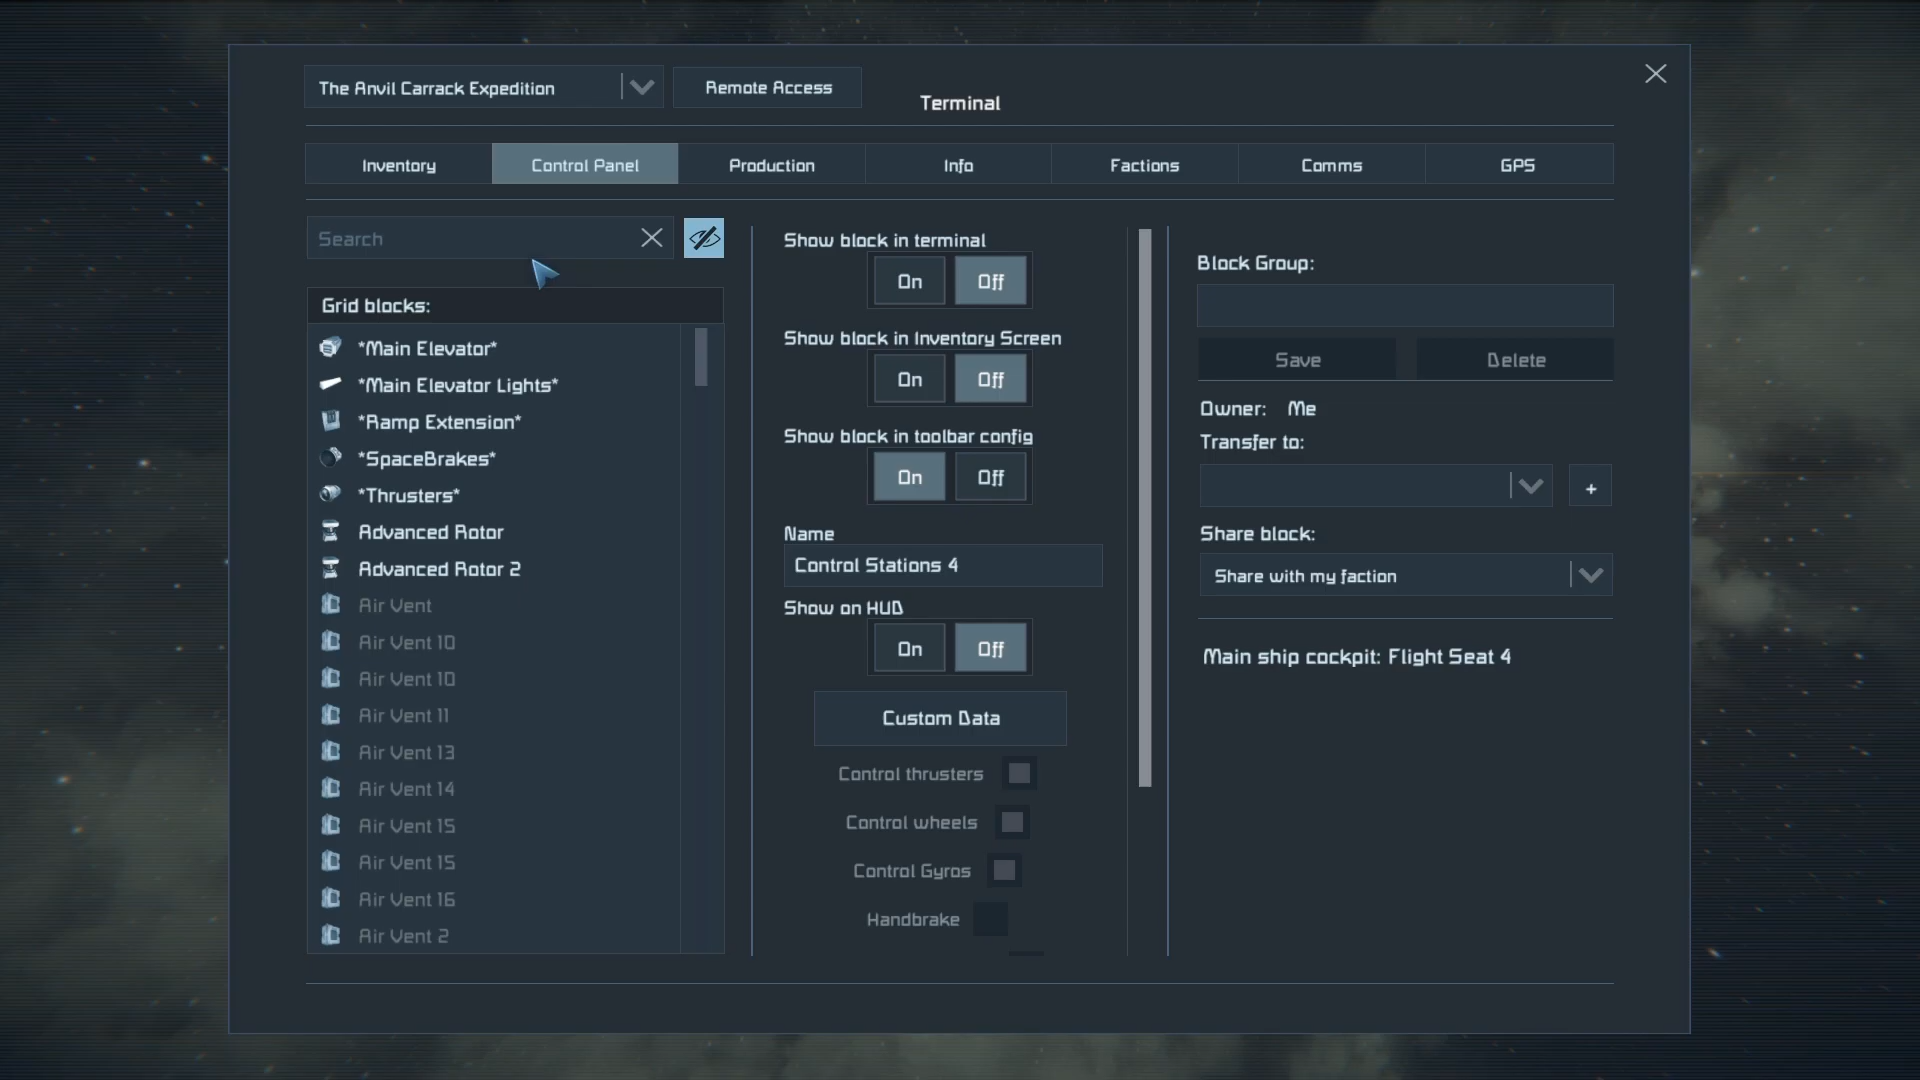 The Anvil Carrack Expedition
Remote Access
Terminal
Inventory
Control Panel
Production
Info
Factions
Comms
GPS
Search
Grid blocks:
*Main Elevator*
*Main Elevator Lights*
*Ramp Extension*
*SpaceBrakes*
*Thrusters*
Advanced Rotor
Advanced Rotor 2
Air Vent
Air Vent 10
Air Vent 10
Air Vent 11
Air Vent 13
Air Vent 14
Air Vent 15
Air Vent 15
Air Vent 16
Air Vent 2
Show block in terminal
On Off
Show block in Inventory Screen
On Off
Show block in toolbar config
On Off
Name
Control Stations 4
Show on HUD
On Off
Custom Data
Control thrusters
Control wheels
Control Gyros
Handbrake
Block Group:
Save
Delete
Owner: Me
Transfer to:
+
Share block:
Share with my faction
Main ship cockpit: Flight Seat 4